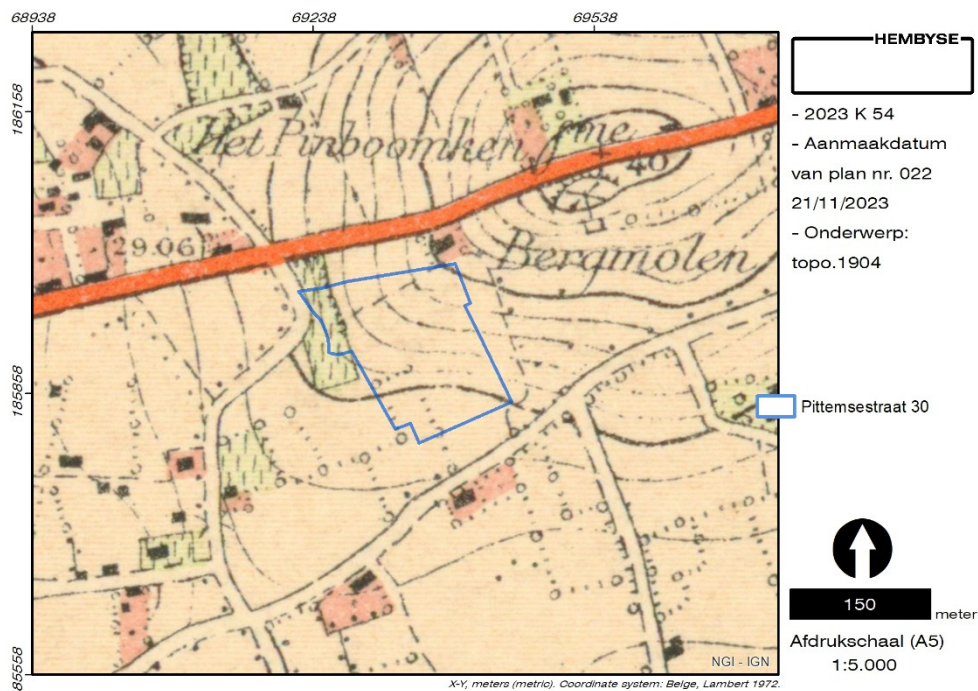 68938
69238
69538
186158
185858
85558
Het Pinboomken
fme
40
29.06
Bergmolen
NGI - IGN
X-Y, meters (metric). Coordinate system: Belge, Lambert 1972.
HEMBYSE
- 2023 K 54
- Aanmaakdatum
van plan nr. 022
21/11/2023
- Onderwerp:
topo.1904
Pittemsestraat 30
150
meter
Afdrukschaal (A5)
1:5.000